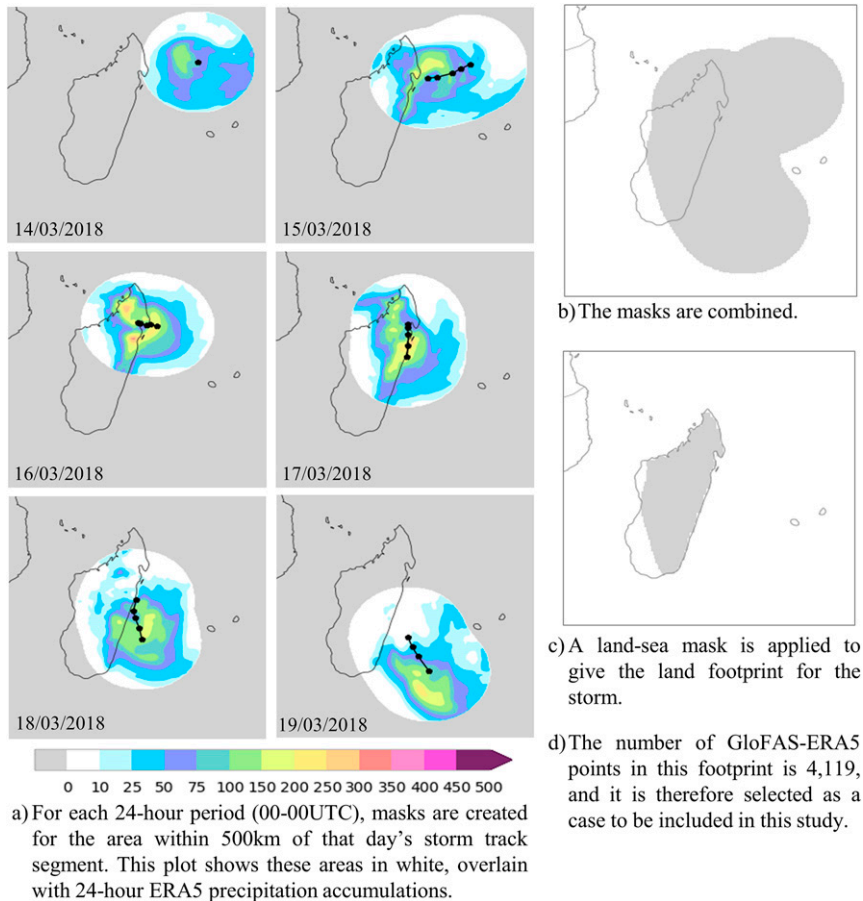 14/03/2018
15/03/2018
16/03/2018
17/03/2018
18/03/2018
19/03/2018
0 10 25 50 75 100 150 200 250 300 350 400 450 500
a) For each 24-hour period (00-00UTC), masks are created
for the area within 500km of that day's storm track
segment. This plot shows these areas in white, overlain
with 24-hour ERA5 precipitation accumulations.
b) The masks are combined.
c) A land-sea mask is applied to
give the land footprint for the
storm.
d) The number of GloFAS-ERA5
points in this footprint is 4,119,
and it is therefore selected as a
case to be included in this study.